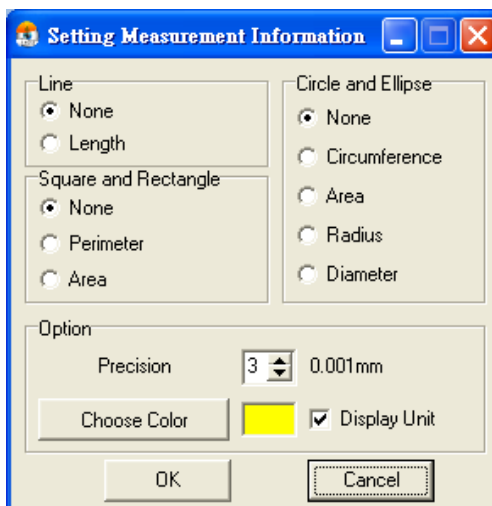 Setting Measurement Information
Line
None
Length
Square and Rectangle
None
Perimeter
Area
Circle and Ellipse
None
Circumference
Area
Radius
Diameter
Option
Precision 3 0.001mm
Choose Color Display Unit
OK Cancel